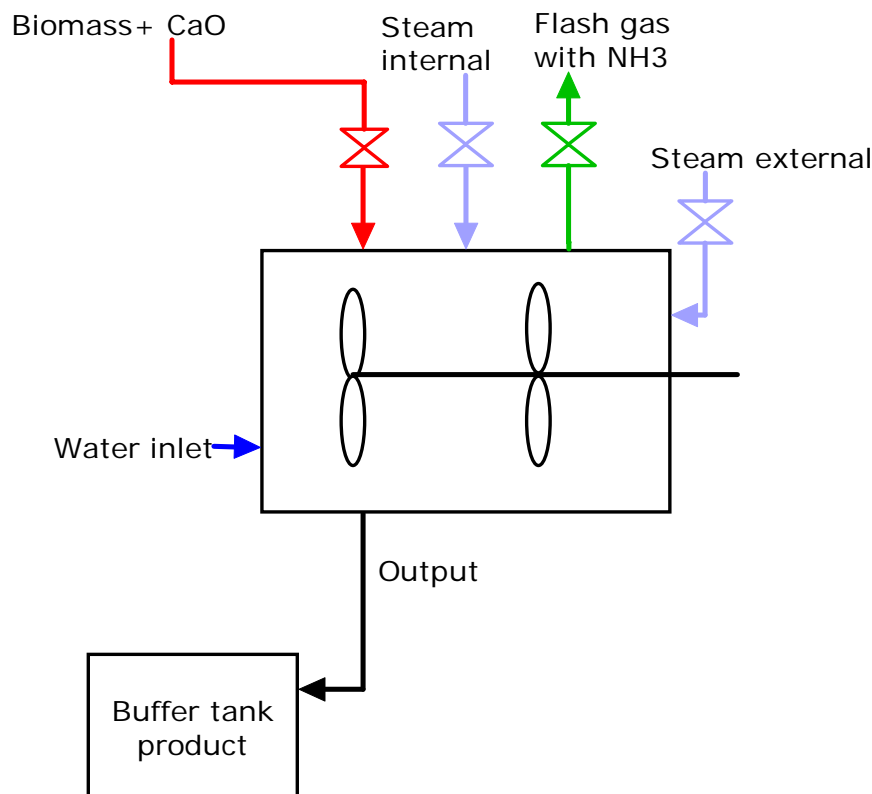 Biomass+ CaO
Steam
internal
Flash gas
with NH3
Steam external
Water inlet
Output
Buffer tank
product